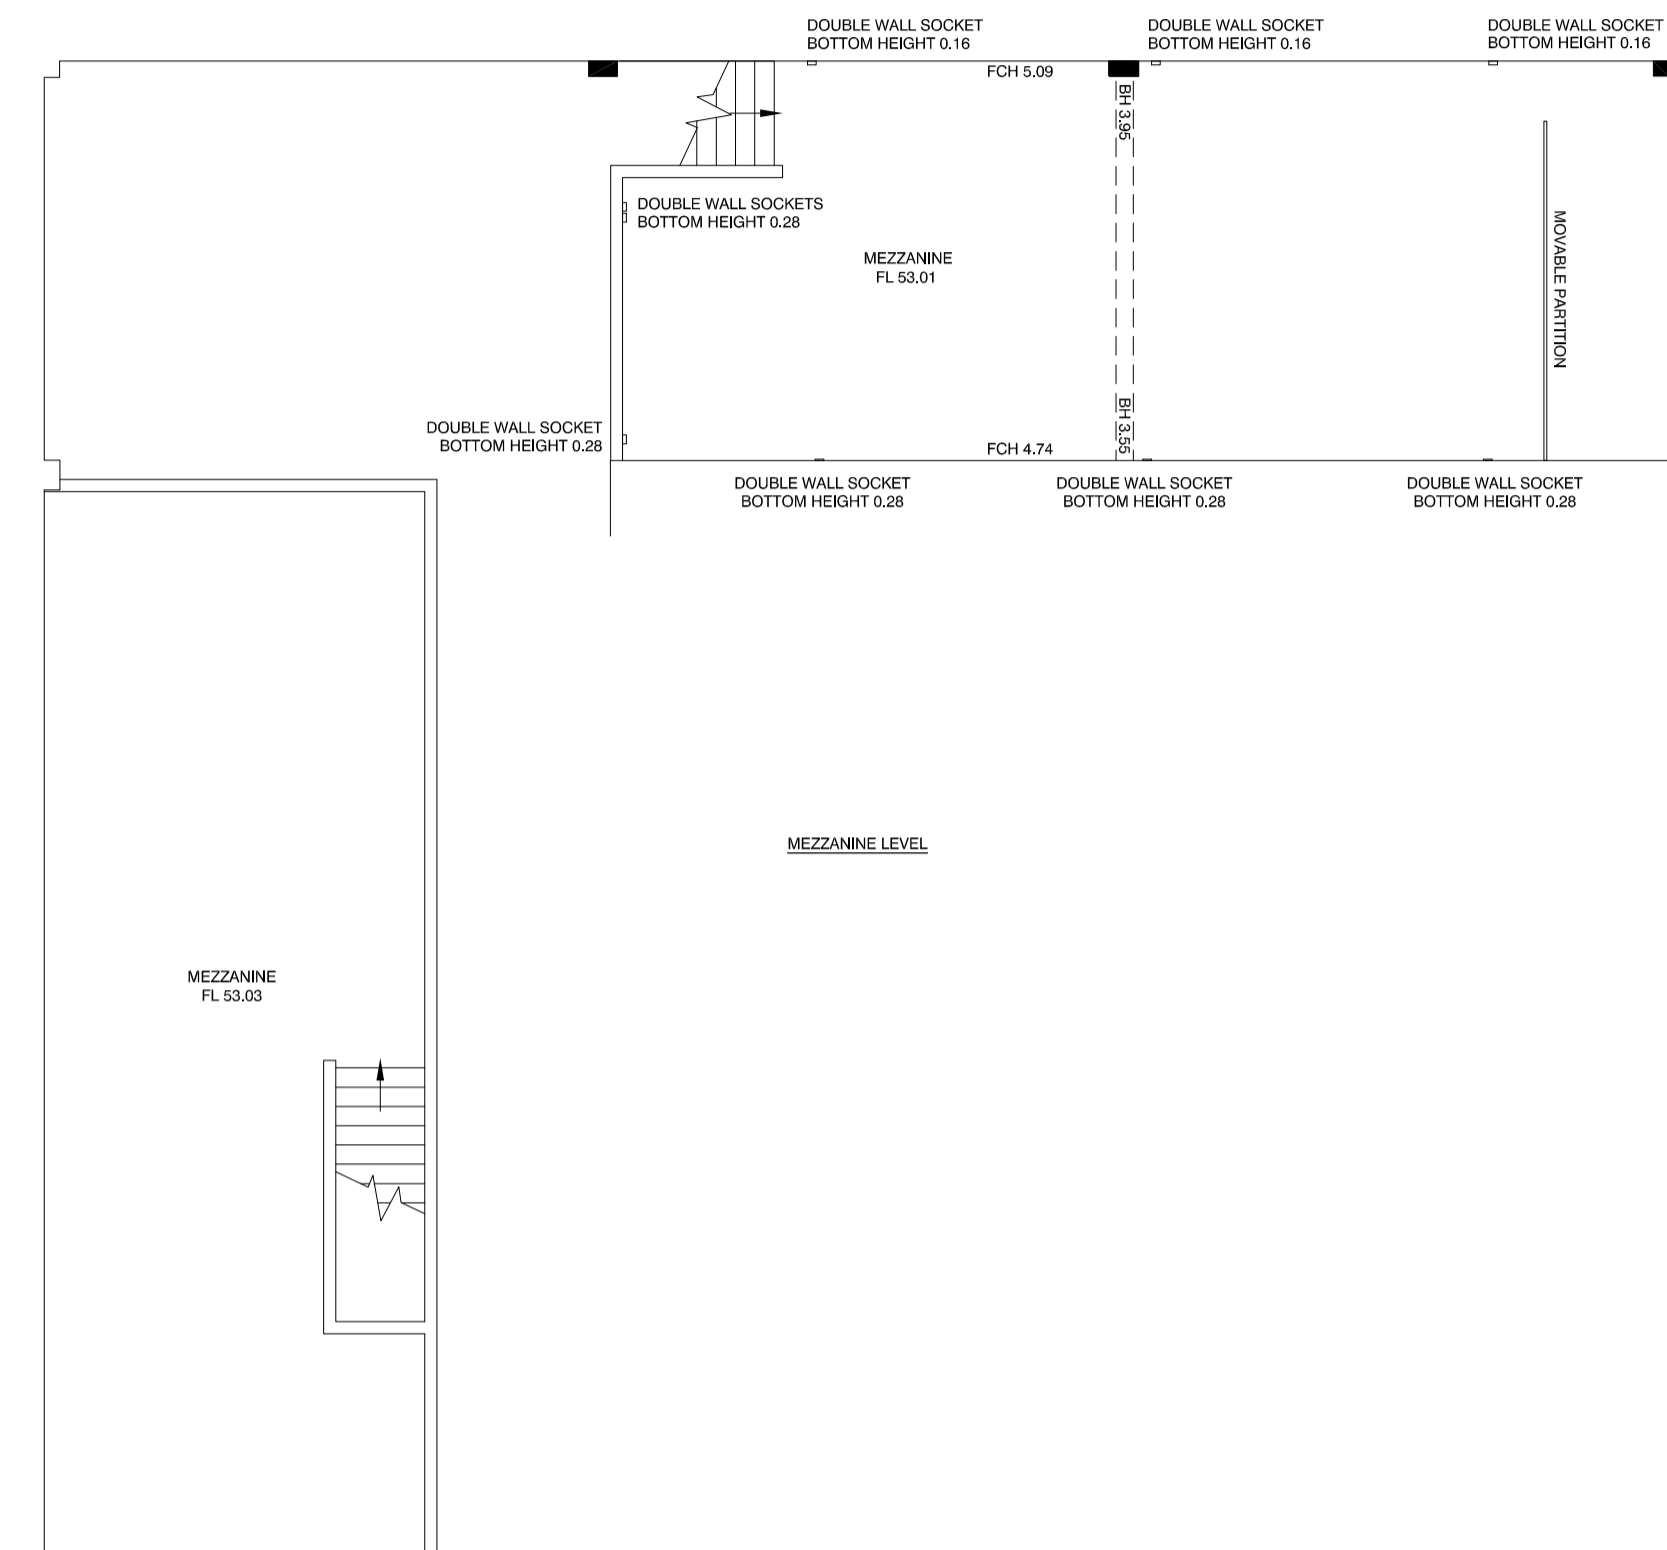 DOUBLE WALL SOCKET
BOTTOM HEIGHT 0.16
DOUBLE WALL SOCKET
BOTTOM HEIGHT 0.16
DOUBLE WALL SOCKET
BOTTOM HEIGHT 0.16
FCH 5.09
BH 3.95
DOUBLE WALL SOCKETS
BOTTOM HEIGHT 0.28
MEZZANINE
FL 53.01
MOVABLE PARTITION
DOUBLE WALL SOCKET
BOTTOM HEIGHT 0.28
FCH 4.74
BH 3.55
DOUBLE WALL SOCKET
BOTTOM HEIGHT 0.28
DOUBLE WALL SOCKET
BOTTOM HEIGHT 0.28
DOUBLE WALL SOCKET
BOTTOM HEIGHT 0.28
MEZZANINE LEVEL
MEZZANINE
FL 53.03